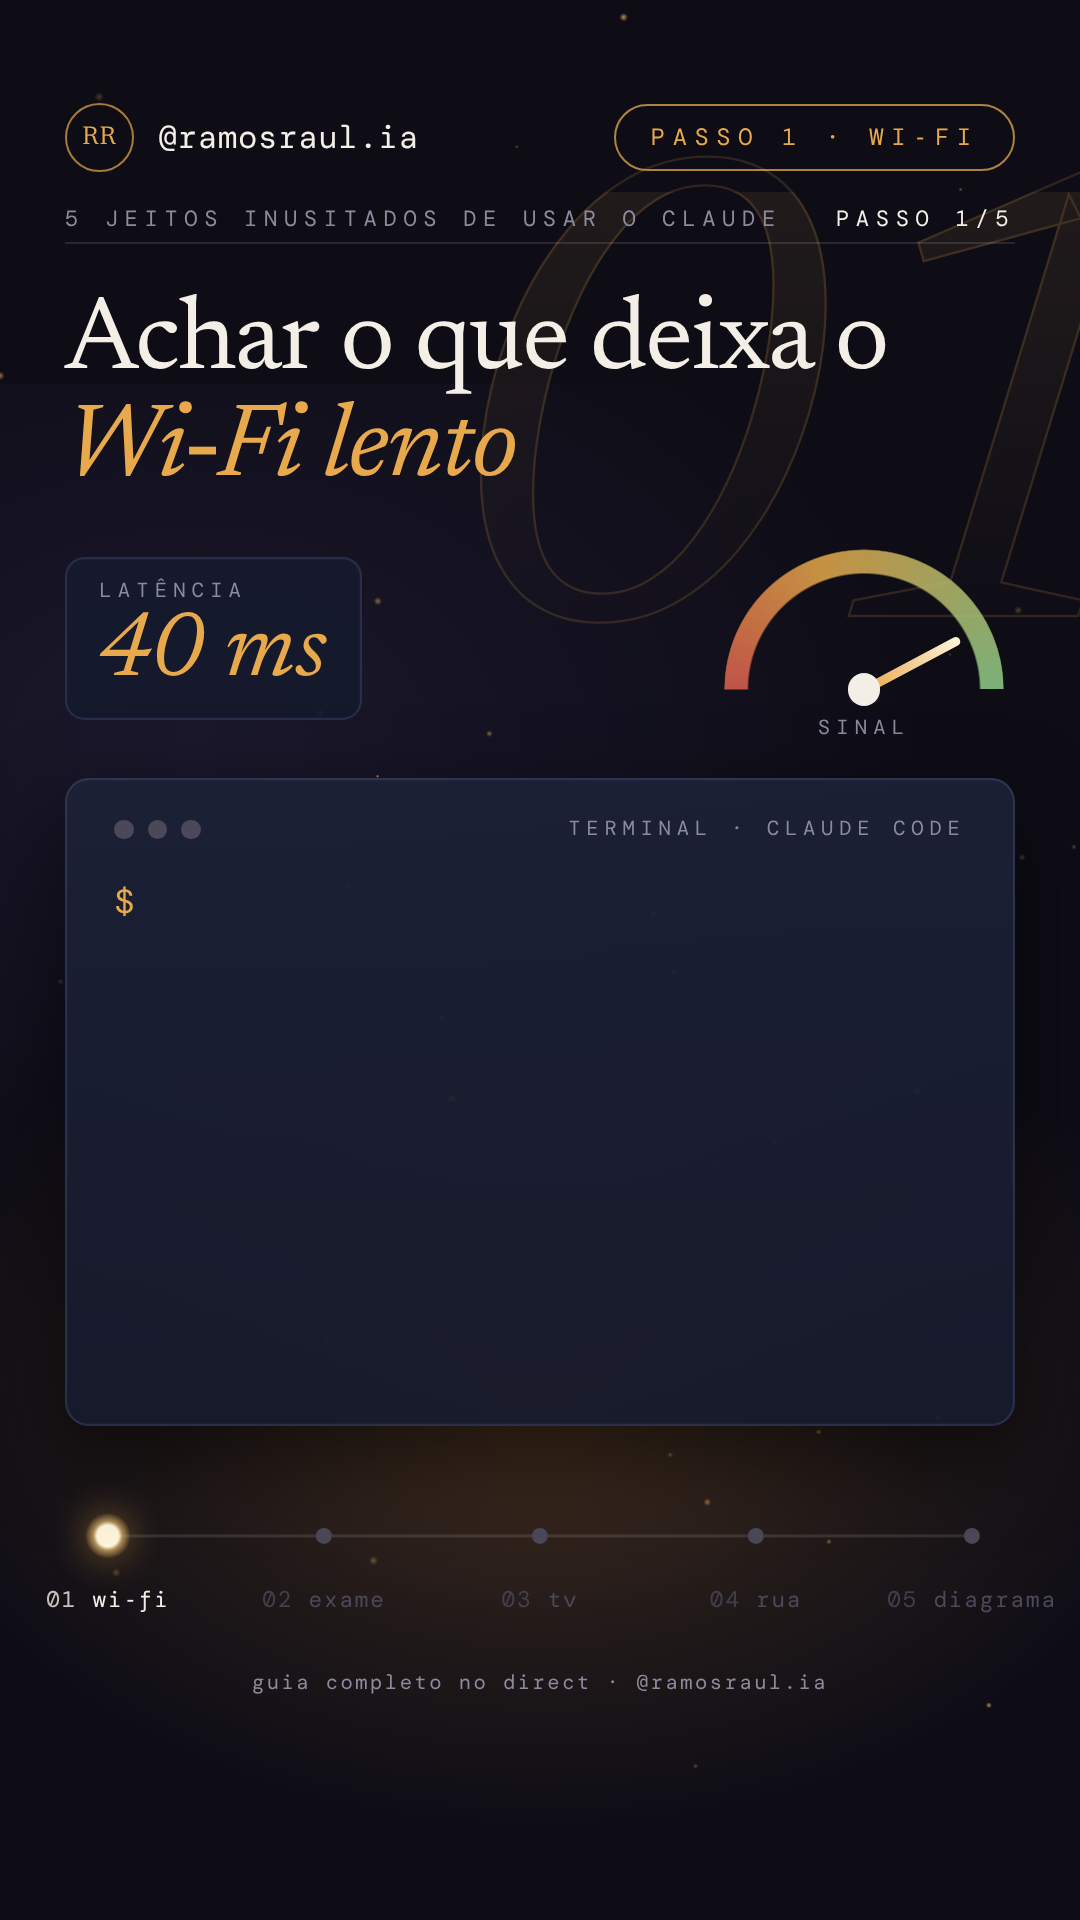 RR @ramosraul.ia
PASSO 1 · WI-FI
5 JEITOS INUSITADOS DE USAR O CLAUDE
PASSO 1/5
01
Achar o que deixa o
Wi-Fi lento
LATÊNCIA
40 ms
SINAL
TERMINAL · CLAUDE CODE
$
01 wi-fi
02 exame
03 tv
04 rua
05 diagrama
guia completo no direct · @ramosraul.ia